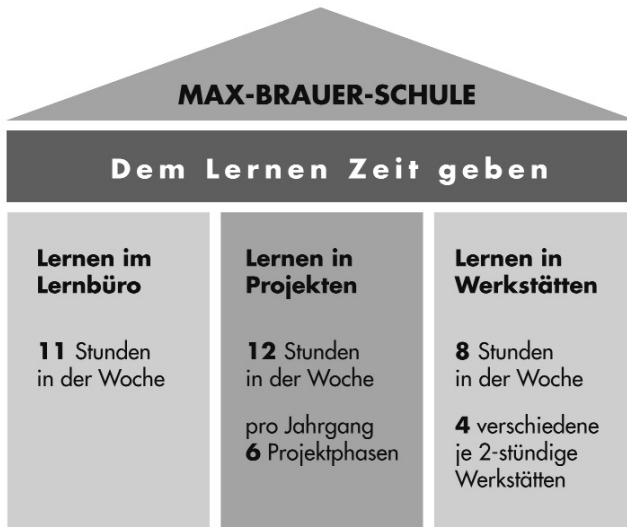 MAX-BRAUER-SCHULE
Dem Lernen Zeit geben
Lernen im
Lernbüro
11 Stunden
in der Woche
Lernen in
Projekten
12 Stunden
in der Woche
pro Jahrgang
6 Projektphasen
Lernen in
Werkstätten
8 Stunden
in der Woche
4 verschiedene
je 2-stündige
Werkstätten